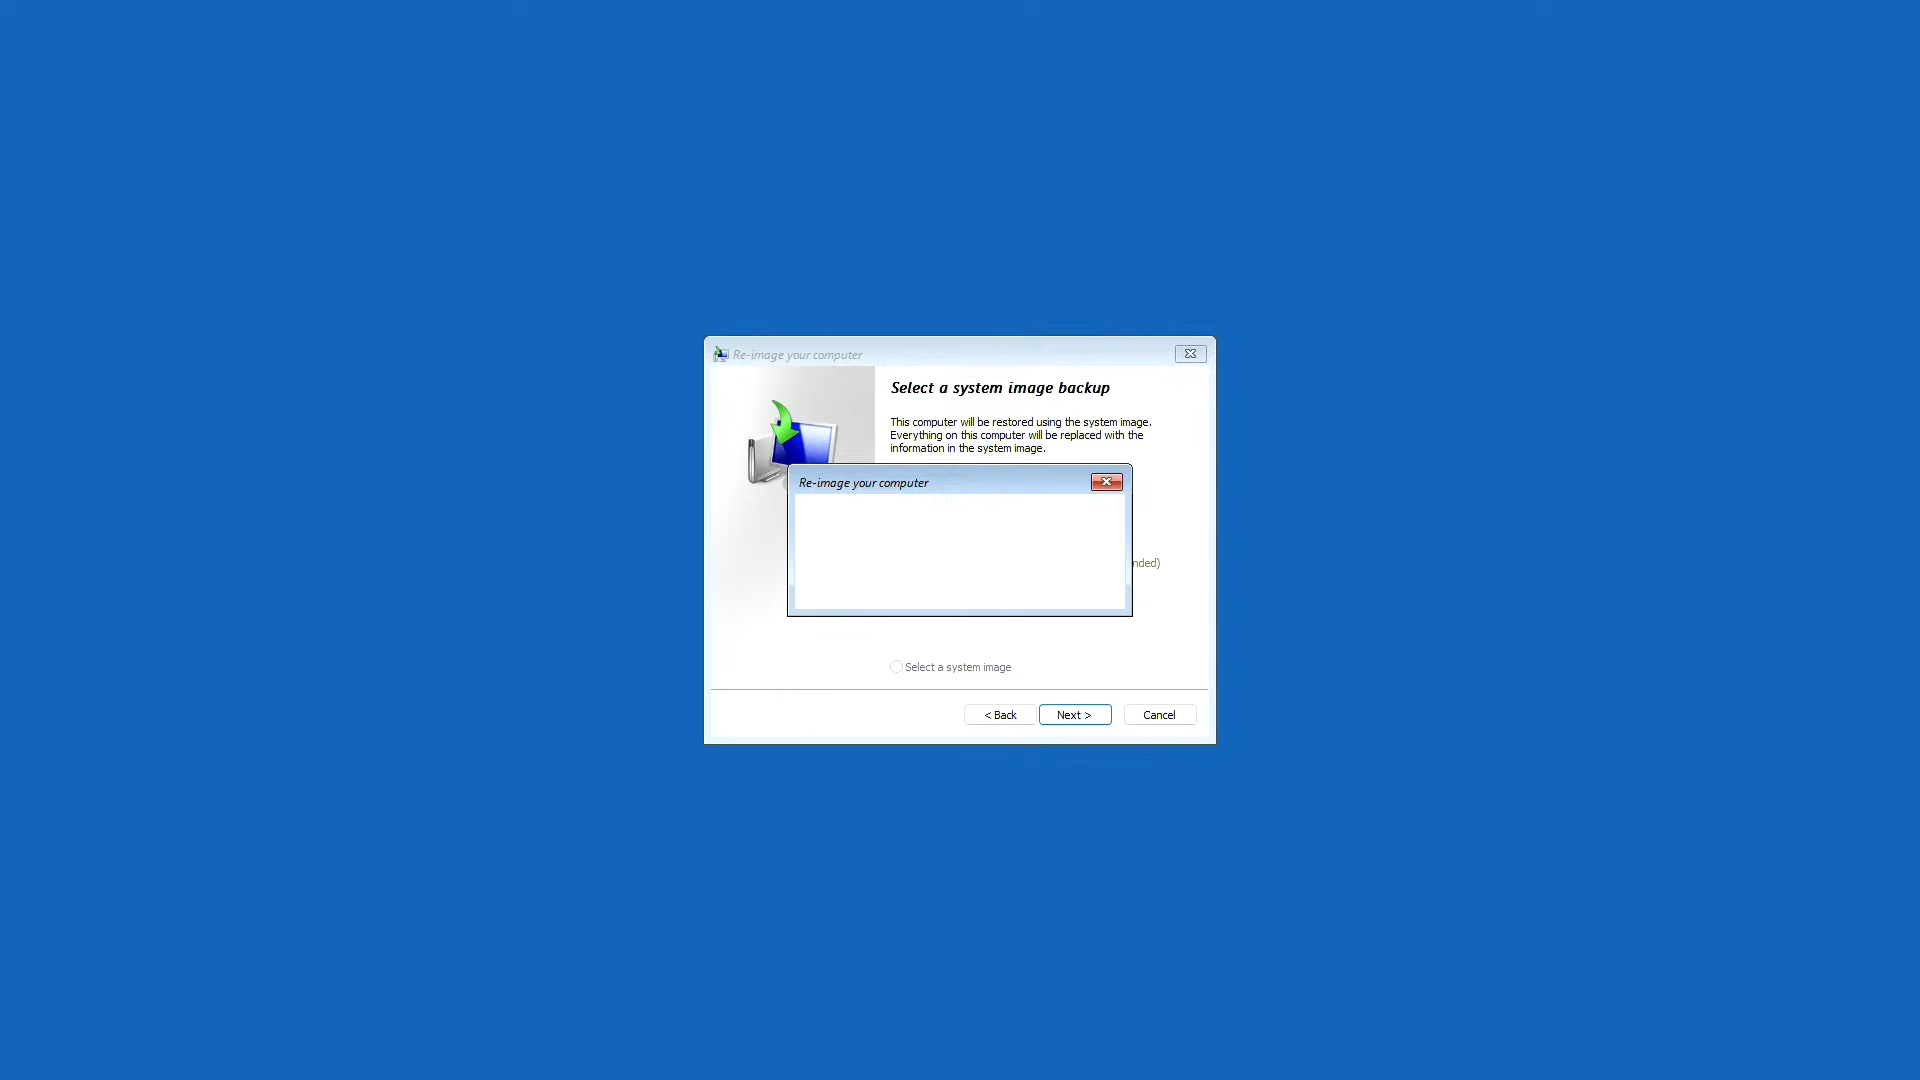 Re-image your computer
Select a system image backup
This computer will be restored using the system image.
Everything on this computer will be replaced with the
information in the system image.
Re-image your computer
nded)
Select a system image
< Back
Next >
Cancel